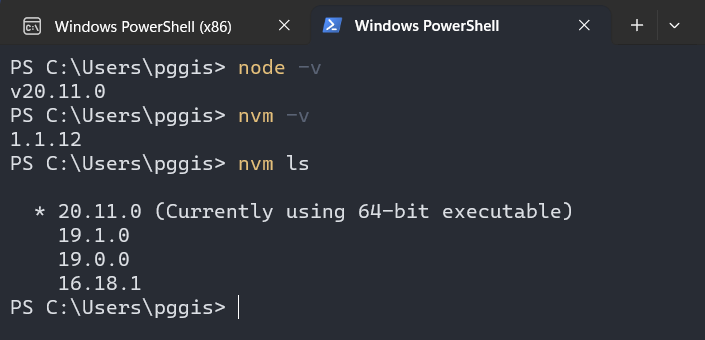 Windows PowerShell (x86)
Windows PowerShell
PS C:\Users\pggis> node -v
v20.11.0
PS C:\Users\pggis> nvm -v
1.1.12
PS C:\Users\pggis> nvm ls
* 20.11.0 (Currently using 64-bit executable)
19.1.0
19.0.0
16.18.1
PS C:\Users\pggis>